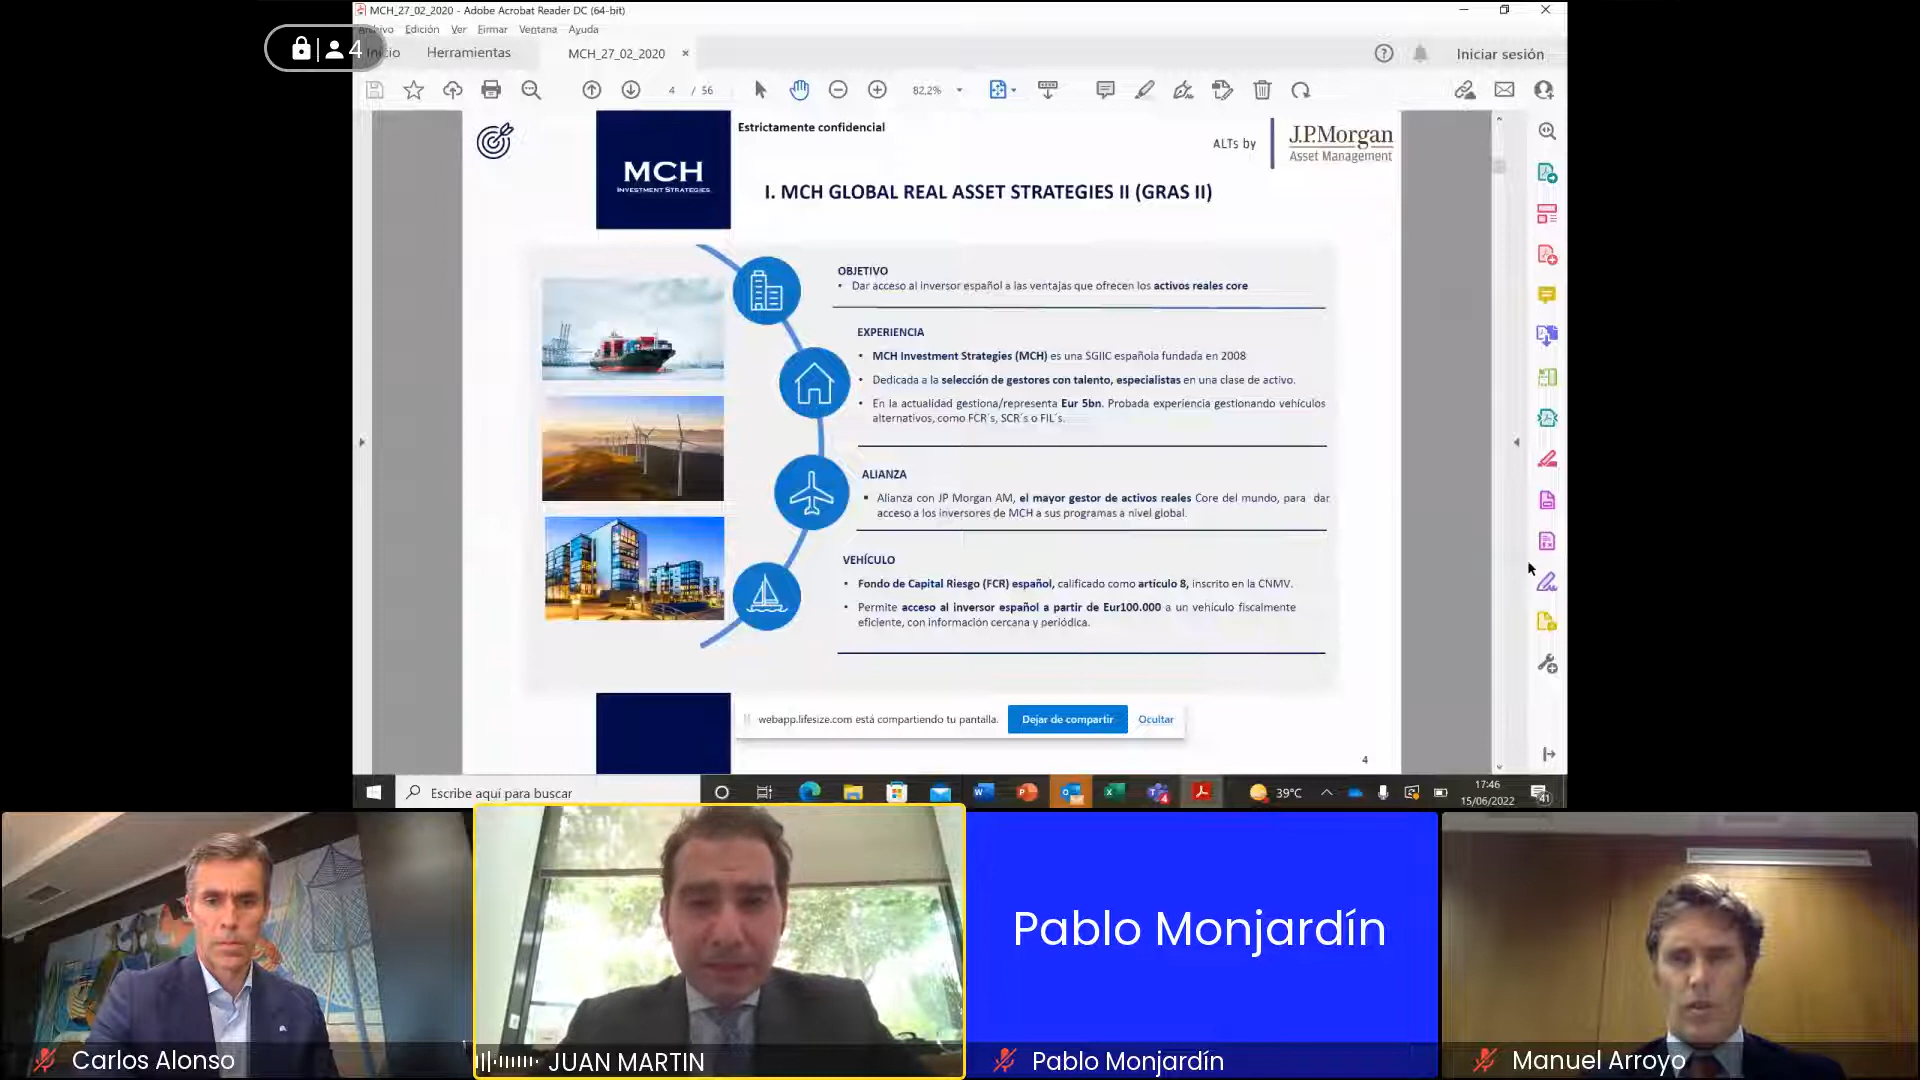 MCH_27_02_2020 - Adobe Acrobat Reader DC (64-bit)
Archivo Edición Ver Firmar Ventana Ayuda
4
Inicio Herramientas MCH_27_02_2020 × Iniciar sesión
4 / 56 82,2%
Estrictamente confidencial
MCH
INVESTMENT STRATEGIES
ALTs by
J.P.Morgan
Asset Management
I. MCH GLOBAL REAL ASSET STRATEGIES II (GRAS II)
OBJETIVO
• Dar acceso al inversor español a las ventajas que ofrecen los activos reales core
EXPERIENCIA
• MCH Investment Strategies (MCH) es una SGIIC española fundada en 2008
• Dedicada a la selección de gestores con talento, especialistas en una clase de activo.
• En la actualidad gestiona/representa Eur 5bn. Probada experiencia gestionando vehículos
alternativos, como FCR´s, SCR´s o FIL´s.
ALIANZA
▪ Alianza con JP Morgan AM, el mayor gestor de activos reales Core del mundo, para dar
acceso a los inversores de MCH a sus programas a nivel global.
VEHÍCULO
• Fondo de Capital Riesgo (FCR) español, calificado como artículo 8, inscrito en la CNMV.
• Permite acceso al inversor español a partir de Eur100.000 a un vehículo fiscalmente
eficiente, con información cercana y periódica.
webapp.lifesize.com está compartiendo tu pantalla. Dejar de compartir Ocultar
4
Escribe aquí para buscar
39°C
17:46
15/06/2022
41
Pablo Monjardín
Carlos Alonso
JUAN MARTIN
Pablo Monjardín
Manuel Arroyo